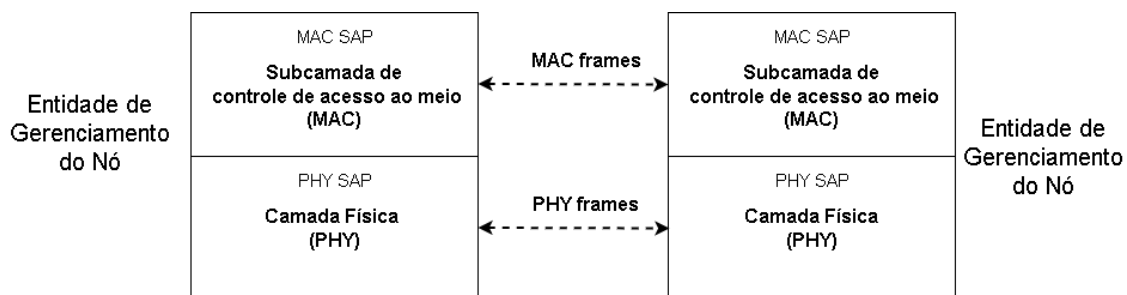 Entidade de
Gerenciamento
do Nó
MAC SAP
Subcamada de
controle de acesso ao meio
(MAC)
PHY SAP
Camada Física
(PHY)
MAC frames
PHY frames
MAC SAP
Subcamada de
controle de acesso ao meio
(MAC)
PHY SAP
Camada Física
(PHY)
Entidade de
Gerenciamento
do Nó